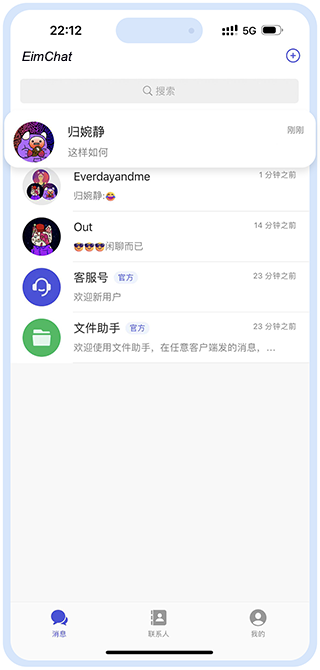 22:12
5G
EimChat
搜索
归婉静
刚刚
这样如何
Everdayandme
1 分钟之前
归婉静:😂
Out
14 分钟之前
😎😎😎闲聊而已
客服号 官方
23 分钟之前
欢迎新用户
文件助手 官方
23 分钟之前
欢迎使用文件助手，在任意客户端发的消息，...
消息
联系人
我的